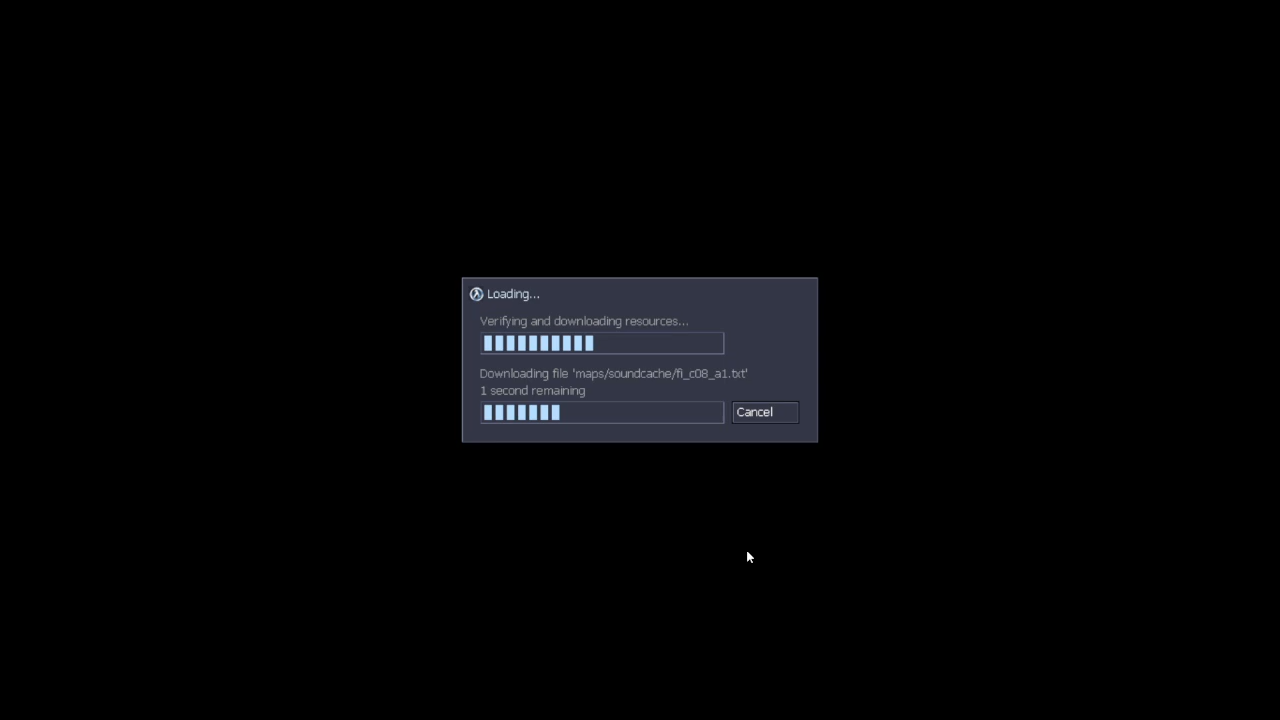 Loading...
Verifying and downloading resources...
Downloading file 'maps/soundcache/fi_c08_a1.txt'
1 second remaining
Cancel